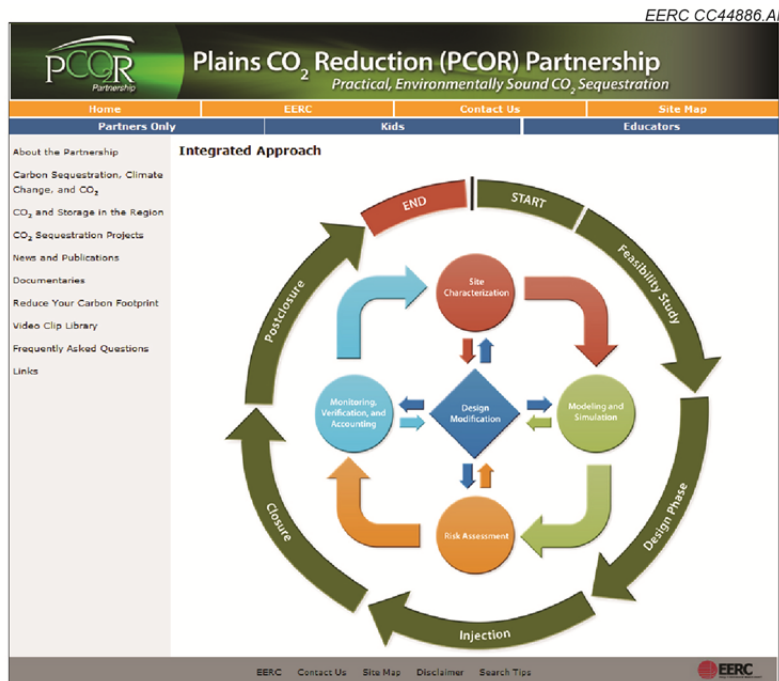 EERC CC44886.AI
PCOR
Partnership
Plains CO₂ Reduction (PCOR) Partnership
Practical, Environmentally Sound CO₂ Sequestration
Home
EERC
Contact Us
Site Map
Partners Only
Kids
Educators
About the Partnership
Carbon Sequestration, Climate
Change, and CO₂
CO₂ and Storage in the Region
CO₂ Sequestration Projects
News and Publications
Documentaries
Reduce Your Carbon Footprint
Video Clip Library
Frequently Asked Questions
Links
Integrated Approach
END
START
Feasibility Study
Design Phase
Injection
Closure
Postclosure
Site
Characterization
Modeling and
Simulation
Risk Assessment
Monitoring,
Verification, and
Accounting
Design
Modification
EERC
Contact Us
Site Map
Disclaimer
Search Tips
EERC